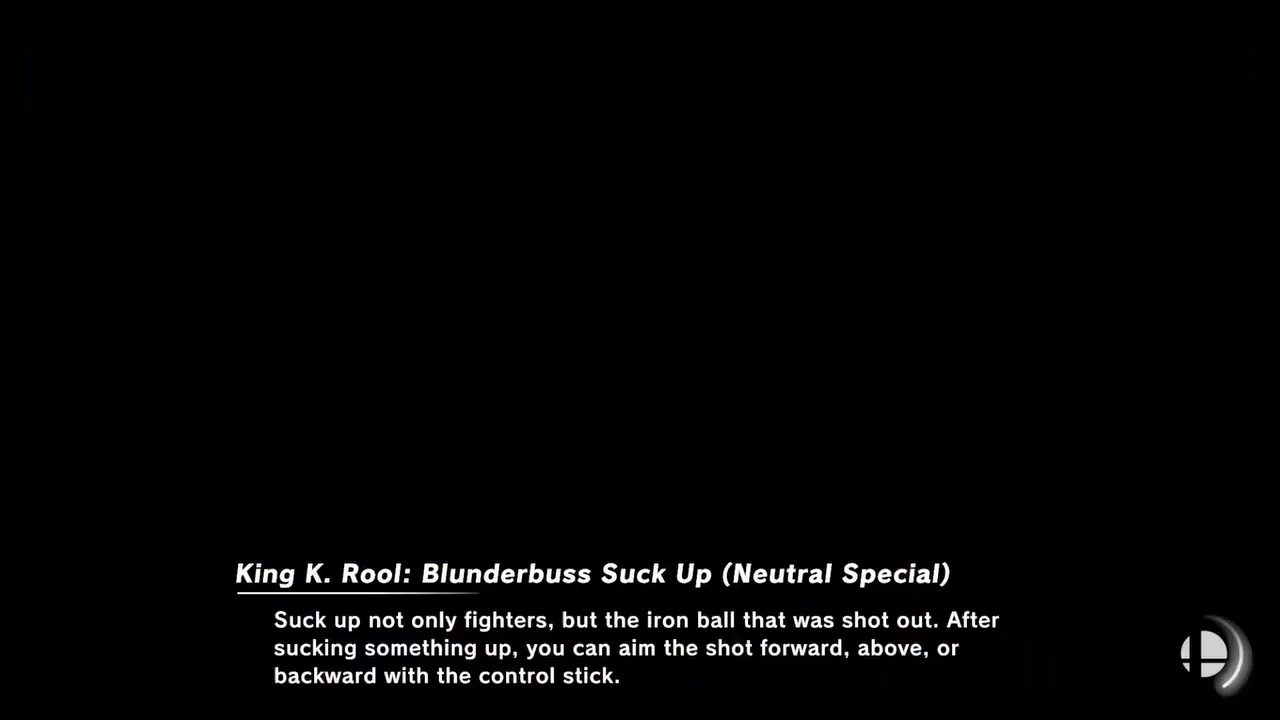 King K. Rool: Blunderbuss Suck Up (Neutral Special)
Suck up not only fighters, but the iron ball that was shot out. After
sucking something up, you can aim the shot forward, above, or
backward with the control stick.